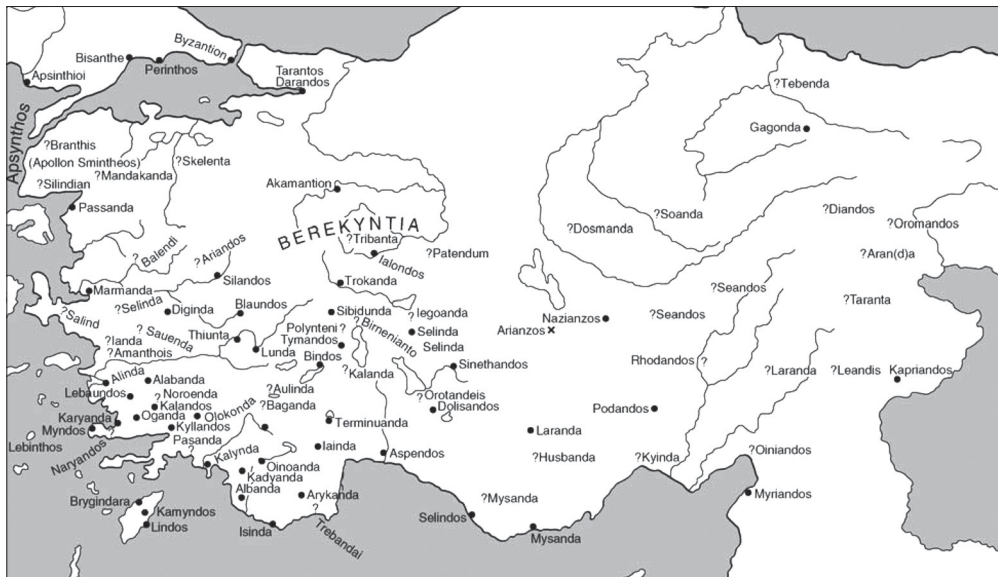 Byzantion
Bisanthe
Perinthos
Tarantos
Darandos
Apsinthioi
Apsynthos
?Tebenda
Gagonda
?Branthis
(Apollon Smintheos)
?Skelenta
?Mandakanda
?Silindian
Akamantion
Passanda
BEREKYNTIA
?Tribanta
Ialondos
?Patendum
?Dosmanda
?Soanda
?Diandos
?Oromandos
?Aran(d)a
?Balendi
?Ariandos
Silandos
Trokanda
Marmanda
?Selinda
Diginda
Blaundos
Sibidunda
?Iegoanda
?Seandos
?Taranta
?Salind
?Sauenda
Thiunta
Polynteni ?
Tymandos
?Birnenianto
Selinda
Selinda
Nazianzos
Arianzos x
?Seandos
?Ianda
?Amanthois
Lunda
Bindos
?Kalanda
Sinethandos
Rhodandos ?
?Laranda
?Leandis
Kapriandos
Alinda
Alabanda
Lebaundos
?Noroenda
Kalandos
?Aulinda
?Baganda
?Orotandeis
Dolisandos
Podandos
Karyanda
Oganda
Olokonda
Terminuanda
Myndos
?
Kyllandos
Laranda
Lebinthos
Naryandos
Pasanda
?
Kalynda
Iainda
Aspendos
?Husbanda
?Kyinda
?Oiniandos
Oinoanda
Kadyanda
Albanda
Arykanda
?
Trebandai
?Mysanda
Myriandos
Brygindara
Kamyndos
Lindos
Isinda
Selindos
Mysanda